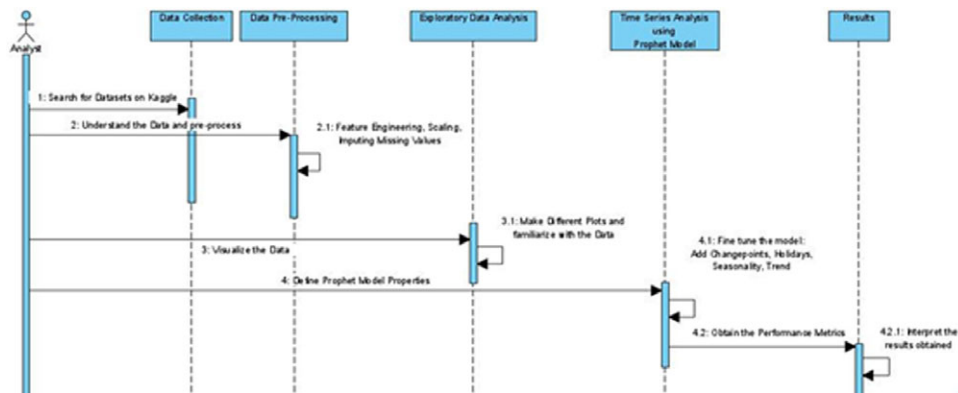 Analyst
Data Collection
Data Pre-Processing
Exploratory Data Analysis
Time Series Analysis
using
Prophet Model
Results
1: Search for Datasets on Kaggle
2: Understand the Data and pre-process
2.1: Feature Engineering, Scaling,
Imputing Missing Values
3: Visualize the Data
3.1: Make Different Plots and
familiarize with the Data
4: Define Prophet Model Properties
4.1: Fine tune the model:
Add Changepoints, Holidays,
Seasonality, Trend
4.2: Obtain the Performance Metrics
4.2.1: Interpret the
results obtained